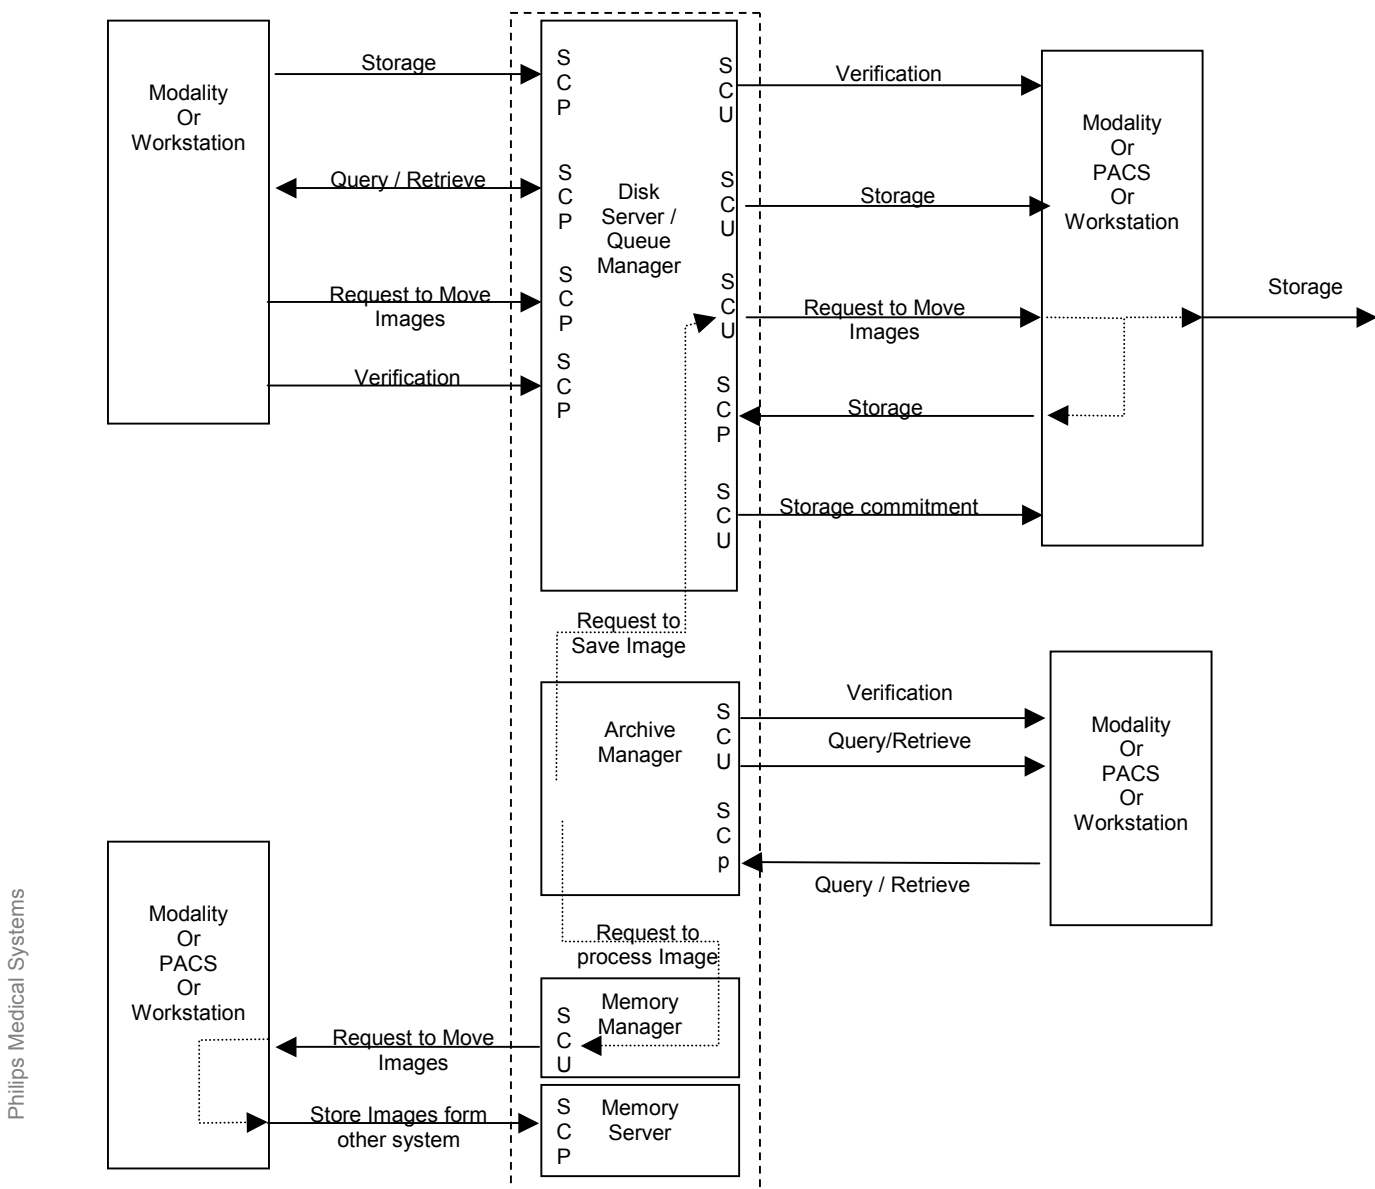 Modality
Or
Workstation
Storage
Query / Retrieve
Request to Move
Images
Verification
S
C
P
S
C
P
S
C
P
S
C
P
Disk
Server /
Queue
Manager
S
C
U
S
C
U
S
C
U
S
C
P
S
C
U
Verification
Storage
Request to Move
Images
Storage
Storage commitment
Modality
Or
PACS
Or
Workstation
Storage
Request to
Save Image
Archive
Manager
S
C
U
S
C
p
Verification
Query/Retrieve
Query / Retrieve
Modality
Or
PACS
Or
Workstation
Request to
process Image
Modality
Or
PACS
Or
Workstation
Request to Move
Images
S
C
U
Memory
Manager
Store Images form
other system
S
C
P
Memory
Server
Philips Medical Systems